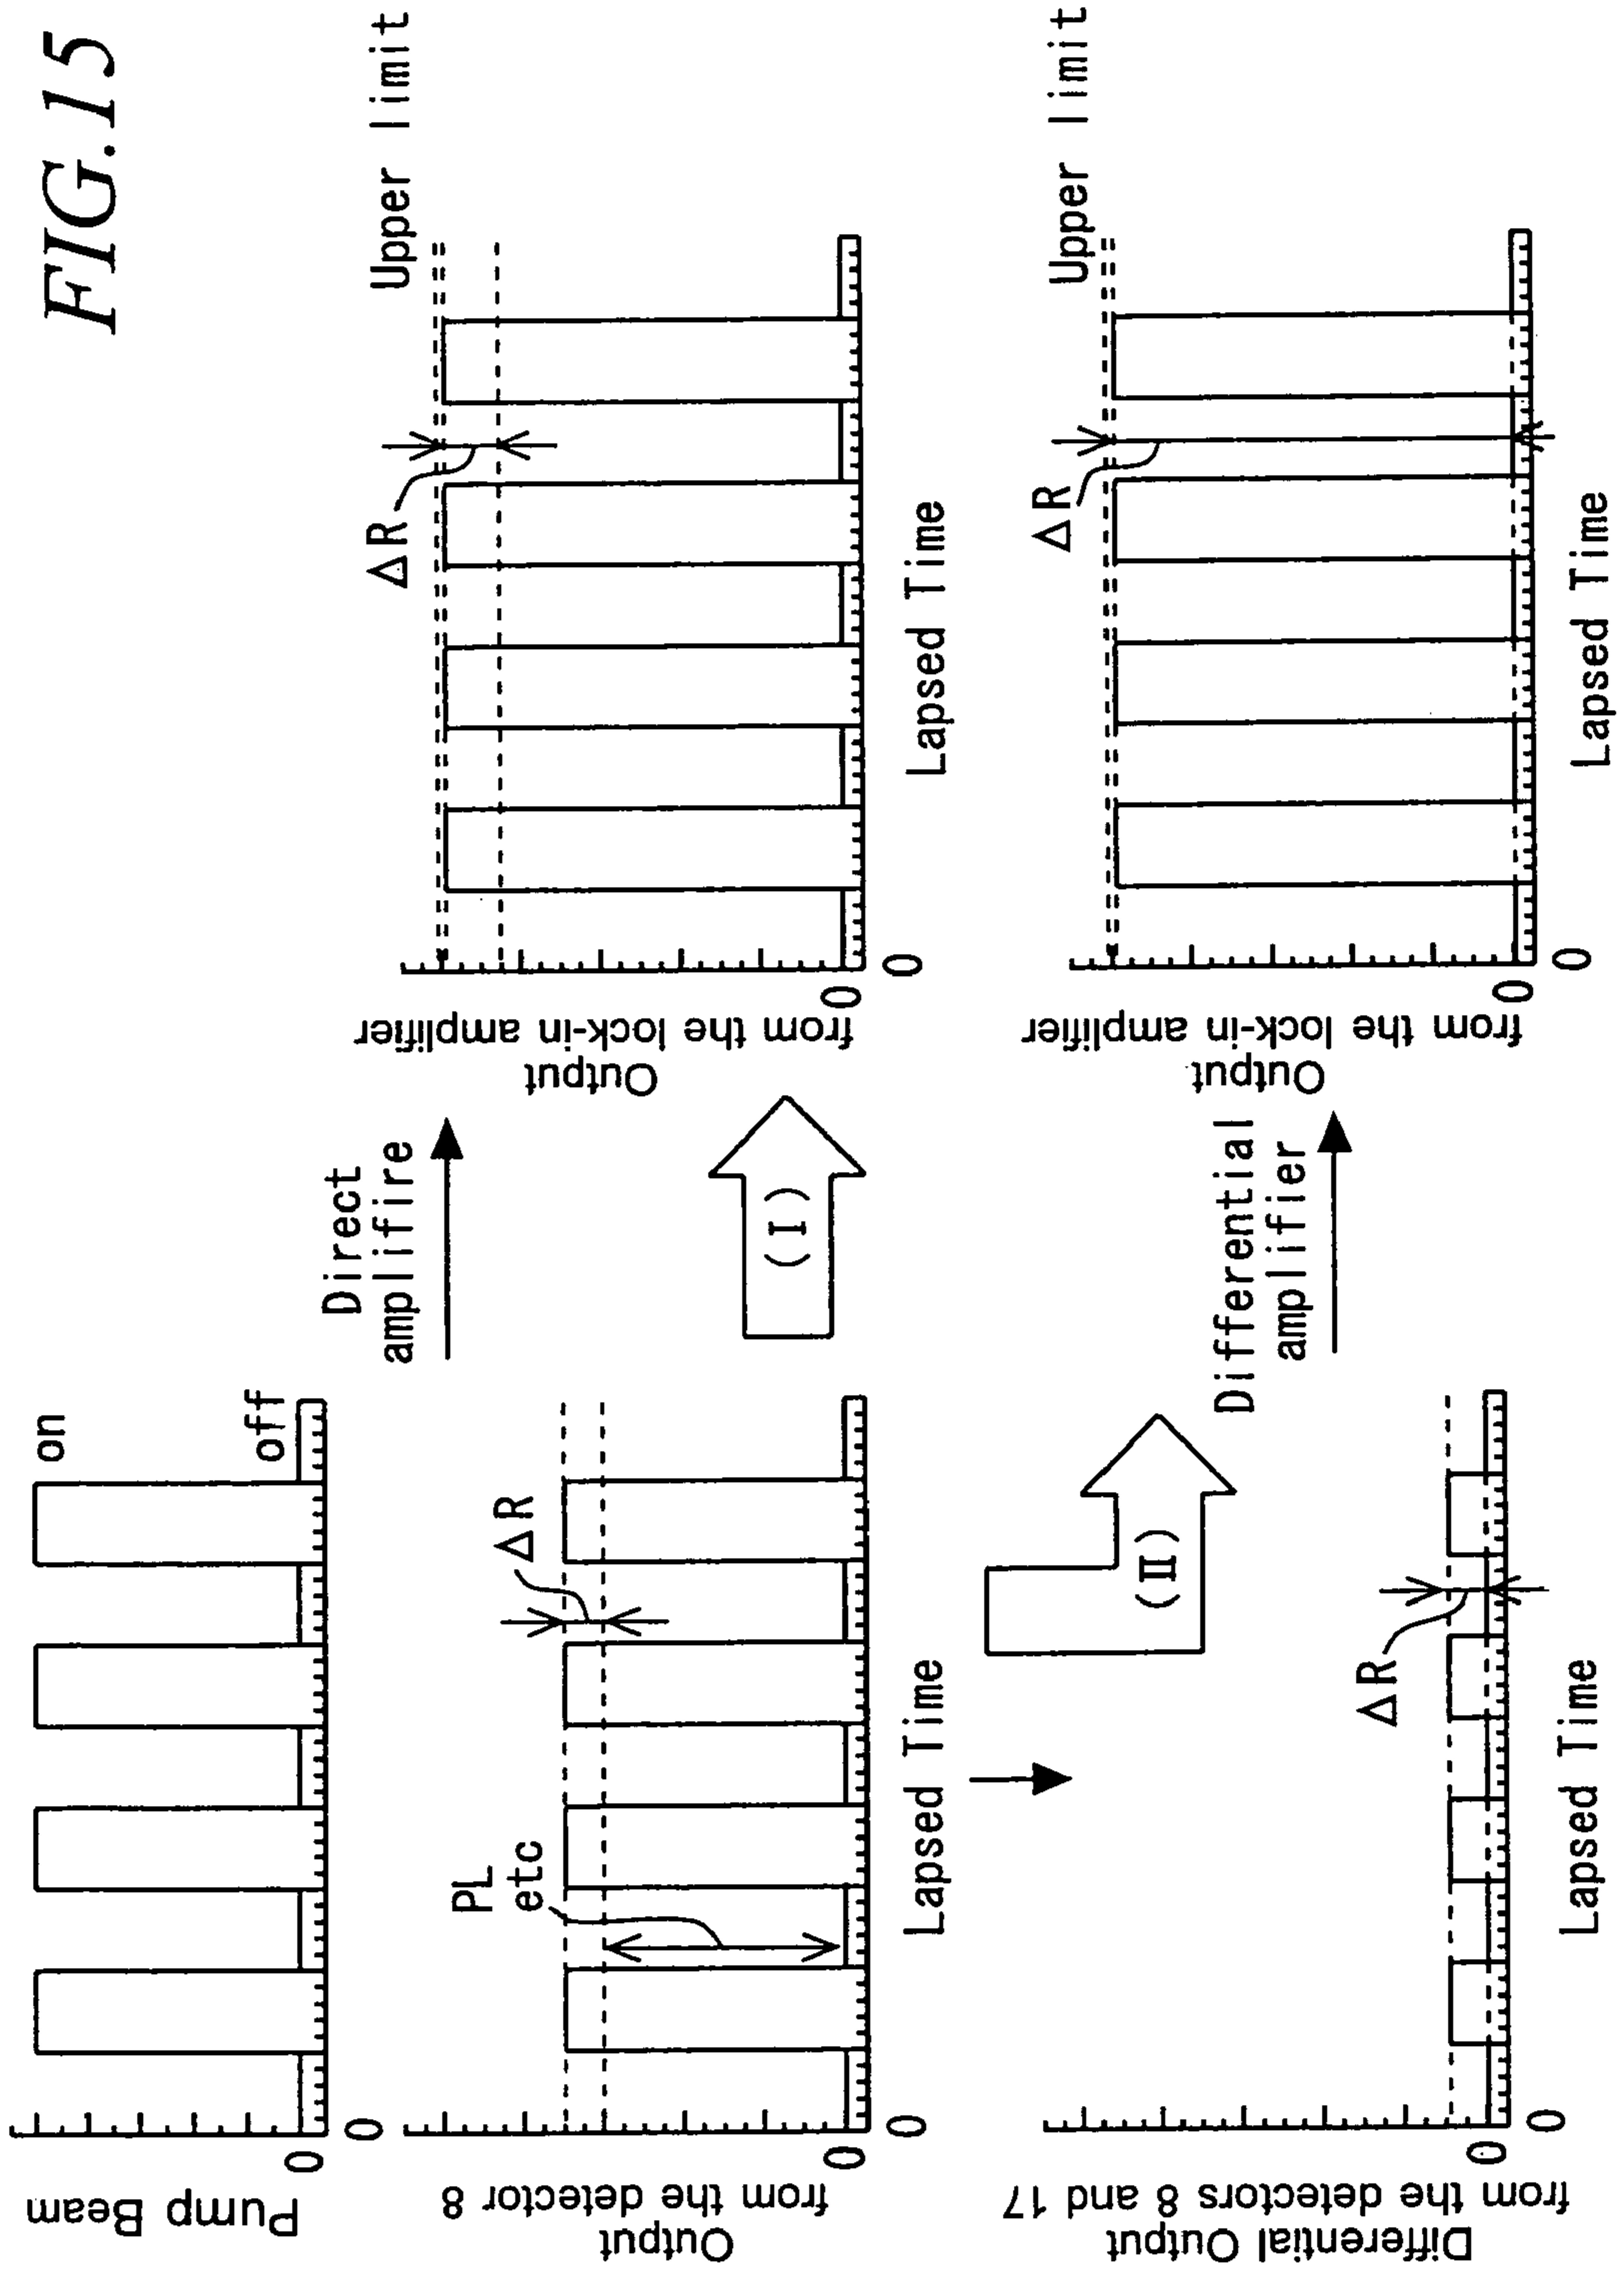 FIG.15
Pump Beam
on
off
0
0
Direct
amplifire
Output
from the detector 8
PL
etc
ΔR
0
0
Lapsed Time
(I)
Output
from the lock-in amplifier
ΔR
Upper limit
0
0
Lapsed Time
(II)
Differential Output
from the detectors 8 and 17
ΔR
0
0
Lapsed Time
Differential
amplifier
Output
from the lock-in amplifier
ΔR
Upper limit
0
0
Lapsed Time